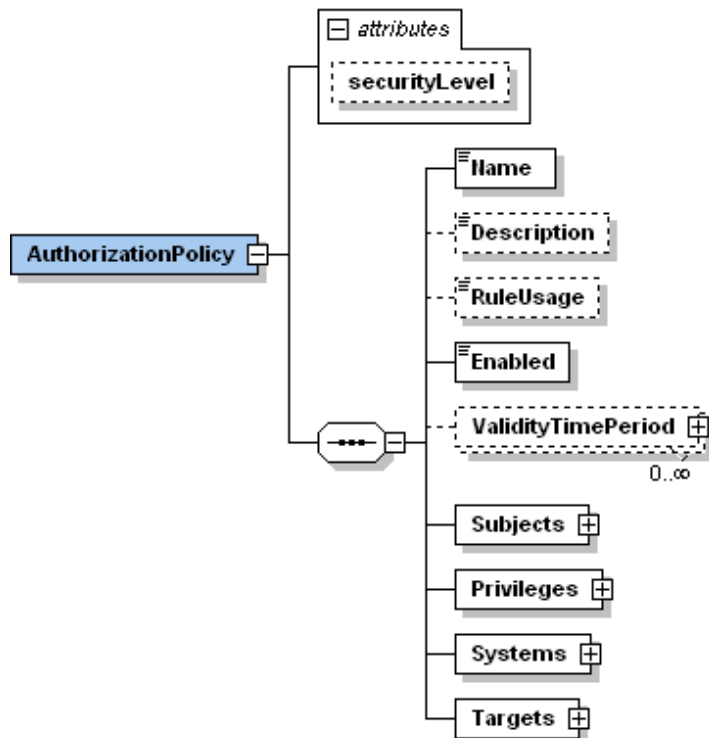 attributes
securityLevel
Name
Description
AuthorizationPolicy
RuleUsage
Enabled
ValidityTimePeriod
0..∞
Subjects
Privileges
Systems
Targets